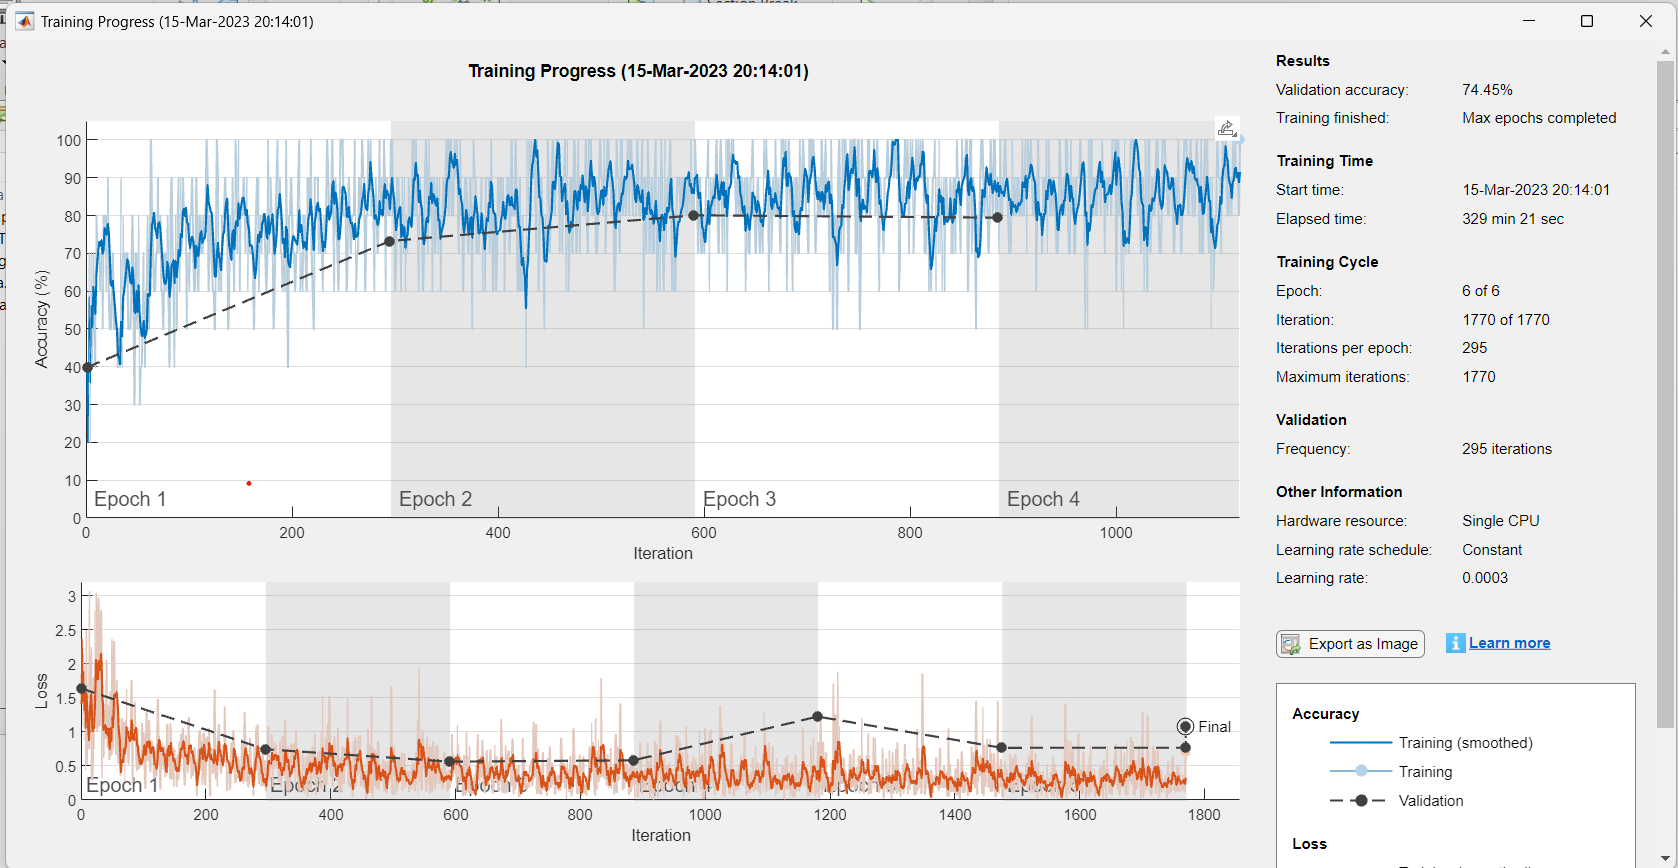 Training Progress (15-Mar-2023 20:14:01)
Training Progress (15-Mar-2023 20:14:01)
100
90
80
70
60
50
40
30
20
10
0
Accuracy (%)
Epoch 1
Epoch 2
Epoch 3
Epoch 4
0
200
400
600
800
1000
Iteration
3
2.5
2
1.5
1
0.5
0
Loss
Final
Epoch 1
Epoch 2
0
200
400
600
800
1000
1200
1400
1600
1800
Iteration
Results
Validation accuracy: 74.45%
Training finished: Max epochs completed
Training Time
Start time: 15-Mar-2023 20:14:01
Elapsed time: 329 min 21 sec
Training Cycle
Epoch: 6 of 6
Iteration: 1770 of 1770
Iterations per epoch: 295
Maximum iterations: 1770
Validation
Frequency: 295 iterations
Other Information
Hardware resource: Single CPU
Learning rate schedule: Constant
Learning rate: 0.0003
Export as Image
i Learn more
Accuracy
Training (smoothed)
Training
Validation
Loss